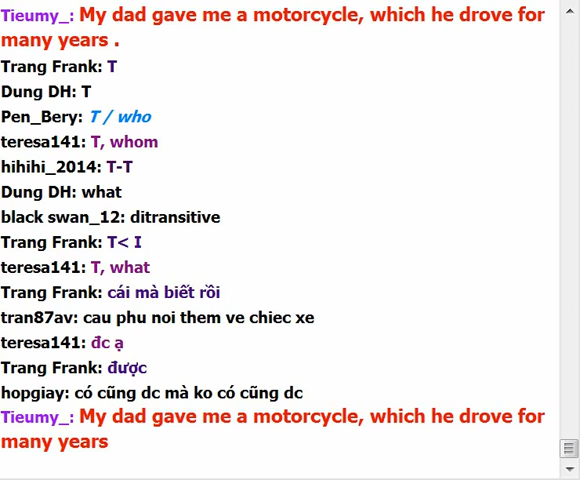 Tieumy_: My dad gave me a motorcycle, which he drove for
many years .
Trang Frank: T
Dung DH: T
Pen_Bery: T / who
teresa141: T, whom
hihihi_2014: T-T
Dung DH: what
black swan_12: ditransitive
Trang Frank: T< I
teresa141: T, what
Trang Frank: cái mà biết rồi
tran87av: cau phu noi them ve chiec xe
teresa141: đc ạ
Trang Frank: được
hopgiay: có cũng dc mà ko có cũng dc
Tieumy_: My dad gave me a motorcycle, which he drove for
many years